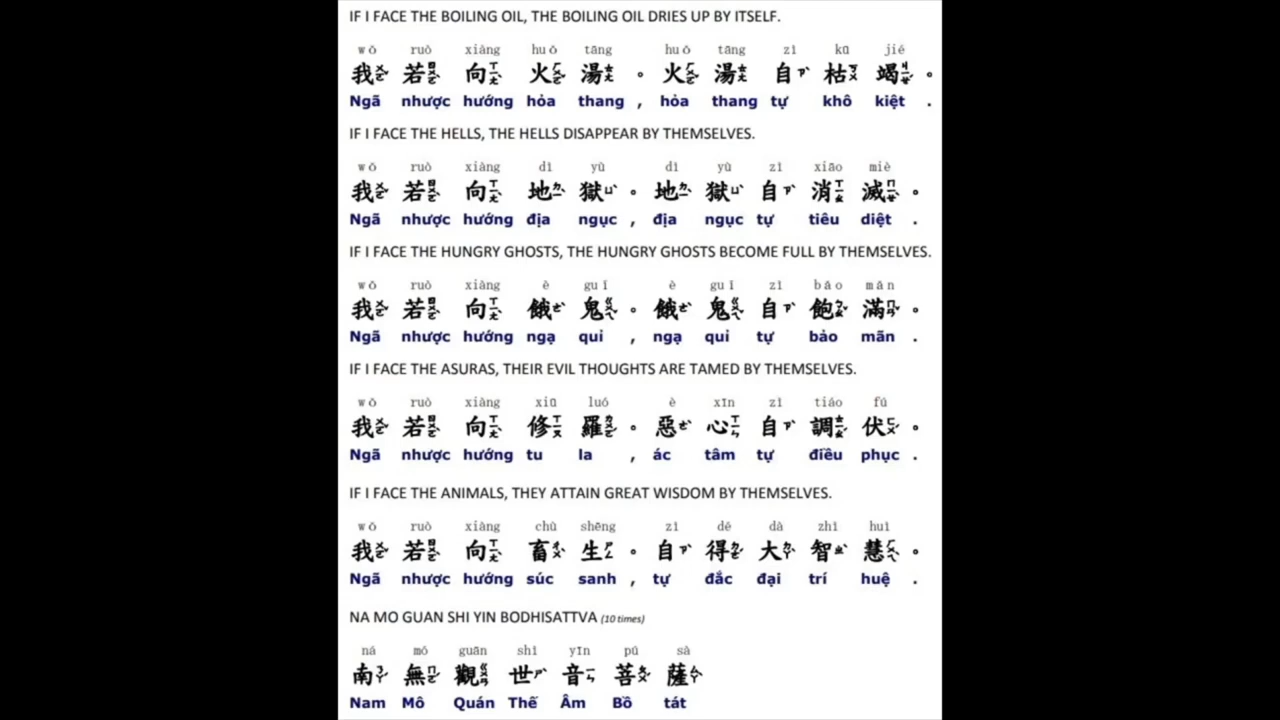 IF I FACE THE BOILING OIL, THE BOILING OIL DRIES UP BY ITSELF.
wǒ ruò xiàng huǒ tāng huǒ tāng zì kū jié
我若向火湯。火湯自枯竭。
Ngã nhược hướng hỏa thang , hỏa thang tự khô kiệt .
IF I FACE THE HELLS, THE HELLS DISAPPEAR BY THEMSELVES.
wǒ ruò xiàng dì yù dì yù zì xiāo miè
我若向地獄。地獄自消滅。
Ngã nhược hướng địa ngục , địa ngục tự tiêu diệt .
IF I FACE THE HUNGRY GHOSTS, THE HUNGRY GHOSTS BECOME FULL BY THEMSELVES.
wǒ ruò xiàng è guǐ è guǐ zì bǎo mǎn
我若向餓鬼。餓鬼自飽滿。
Ngã nhược hướng ngạ quỉ , ngạ quỉ tự bảo mãn .
IF I FACE THE ASURAS, THEIR EVIL THOUGHTS ARE TAMED BY THEMSELVES.
wǒ ruò xiàng xiū luó è xīn zì tiáo fú
我若向修羅。惡心自調伏。
Ngã nhược hướng tu la , ác tâm tự điều phục .
IF I FACE THE ANIMALS, THEY ATTAIN GREAT WISDOM BY THEMSELVES.
wǒ ruò xiàng chù shēng zì dé dà zhì huì
我若向畜生。自得大智慧。
Ngã nhược hướng súc sanh , tự đắc đại trí huệ .
NA MO GUAN SHI YIN BODHISATTVA (10 times)
ná mó guān shì yīn pú sà
南無觀世音菩薩
Nam Mô Quán Thế Âm Bồ tát